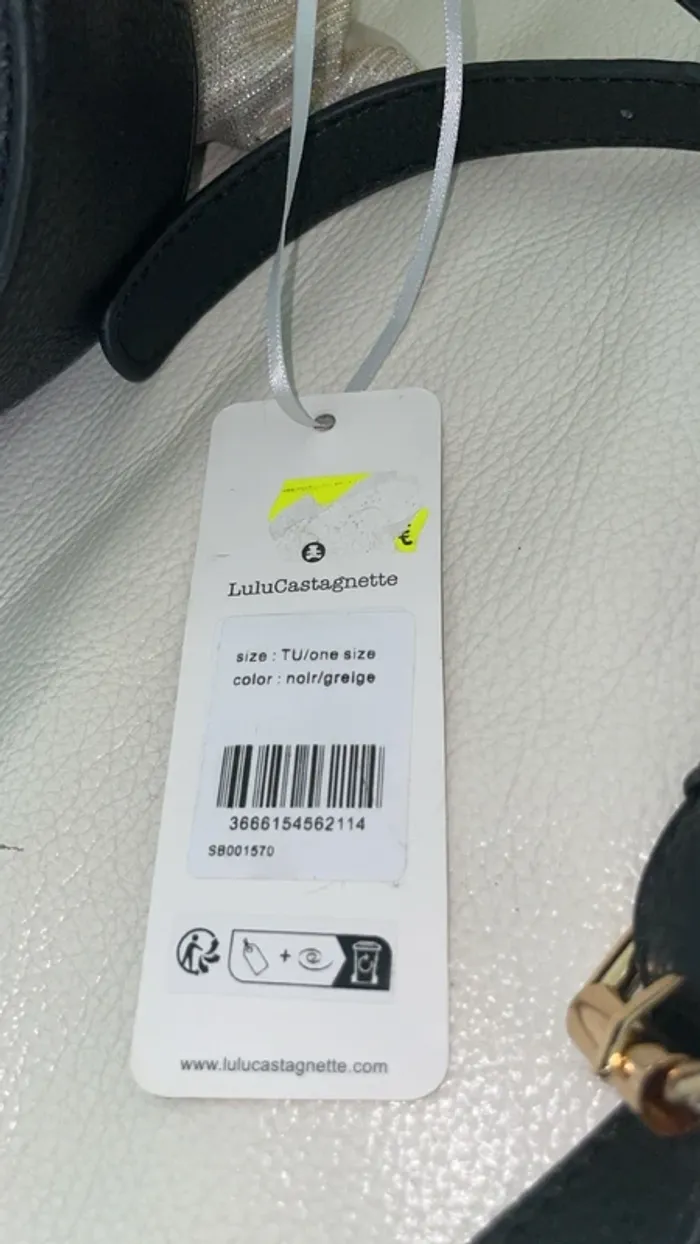 €
LuluCastagnette
size : TU/one size
color : noir/greige
3666154562114
SB001570
www.lulucastagnette.com